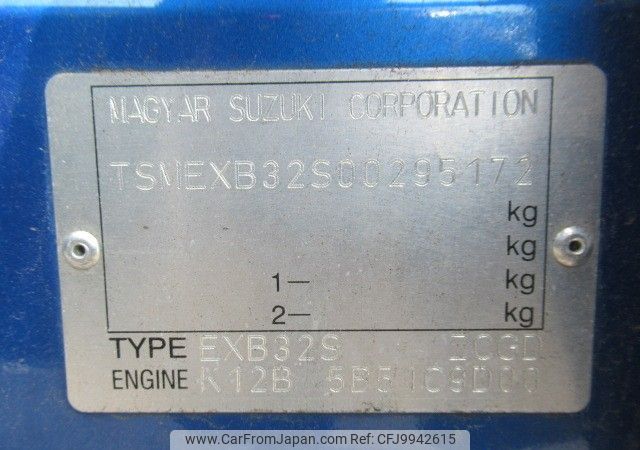 MAGYAR SUZUKI CORPORATION
TSMEXB32S00295172
kg
kg
1— kg
2— kg
TYPE EXB32S
ENGINE K12B
www.CarFromJapan.com Ref No:CFJ9942615